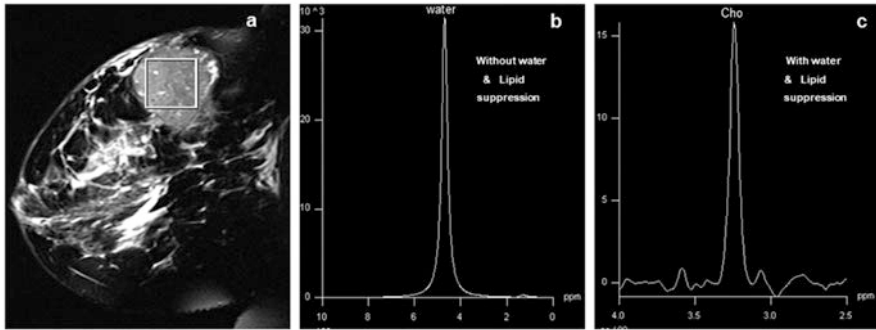 a
10 ^3
water
b
30
Without water
& Lipid
suppression
20
10
0
ppm
10
8
6
4
2
0
Cho
c
15
With water
& Lipid
suppression
10
5
0
ppm
4.0
3.5
3.0
2.5